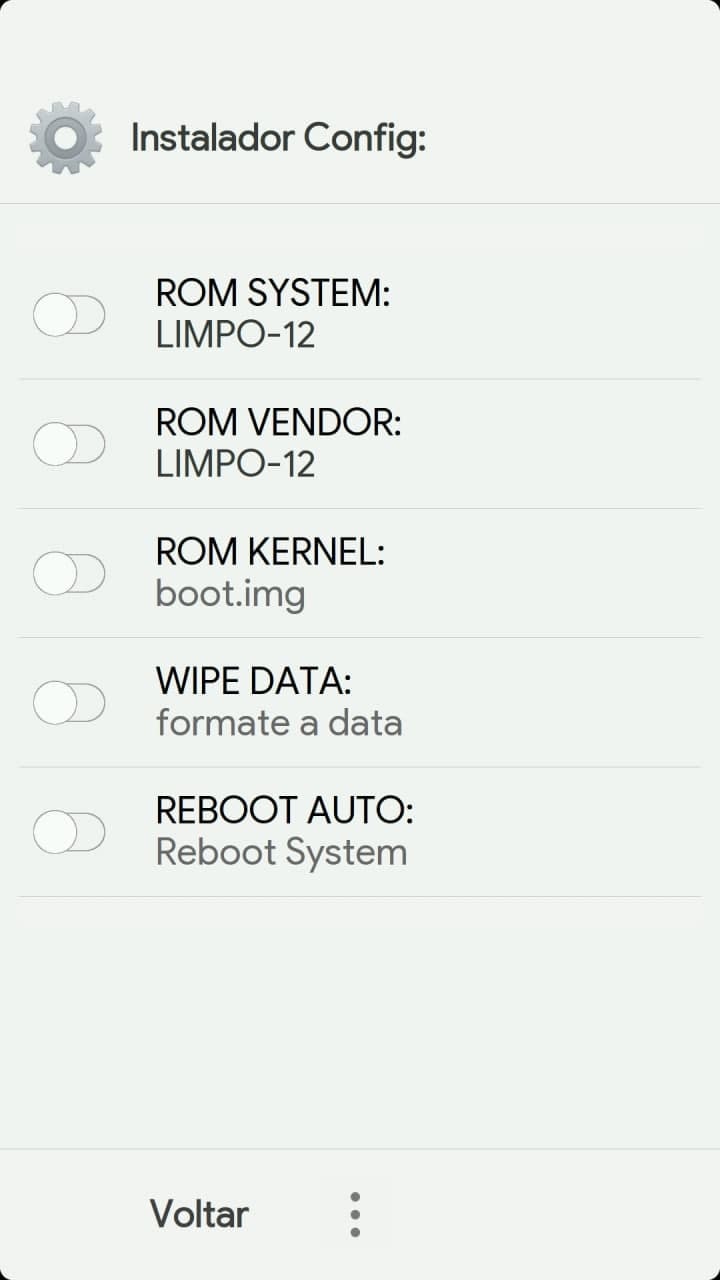 Instalador Config:
ROM SYSTEM:
LIMPO-12
ROM VENDOR:
LIMPO-12
ROM KERNEL:
boot.img
WIPE DATA:
formate a data
REBOOT AUTO:
Reboot System
Voltar